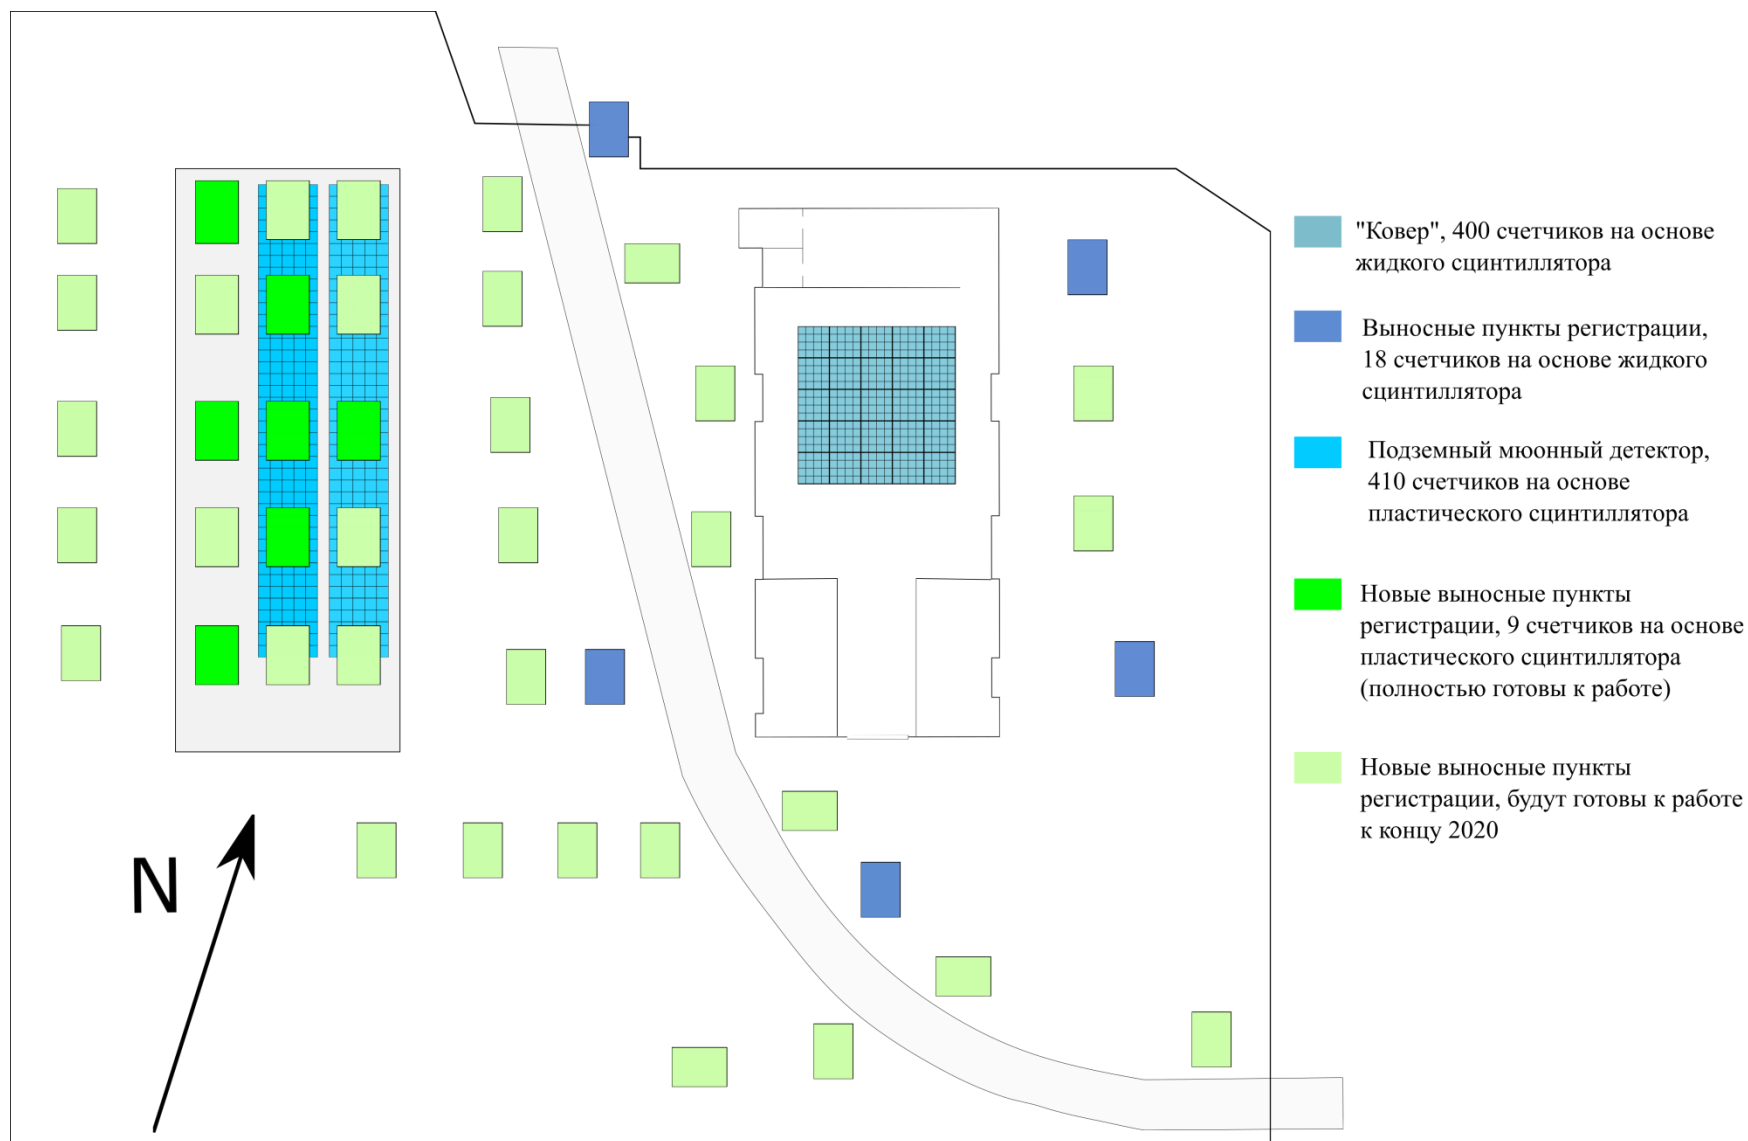 "Ковер", 400 счетчиков на основе
жидкого сцинтиллятора
Выносные пункты регистрации,
18 счетчиков на основе жидкого
сцинтиллятора
Подземный мюонный детектор,
410 счетчиков на основе
пластического сцинтиллятора
Новые выносные пункты
регистрации, 9 счетчиков на основе
пластического сцинтиллятора
(полностью готовы к работе)
Новые выносные пункты
регистрации, будут готовы к работе
к концу 2020
N